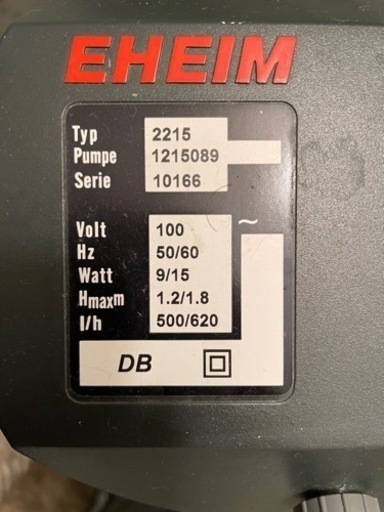 EHEIM
Typ 2215
Pumpe 1215089
Serie 10166
Volt 100 ~
Hz 50/60
Watt 9/15
Hmaxm 1.2/1.8
l/h 500/620
DB